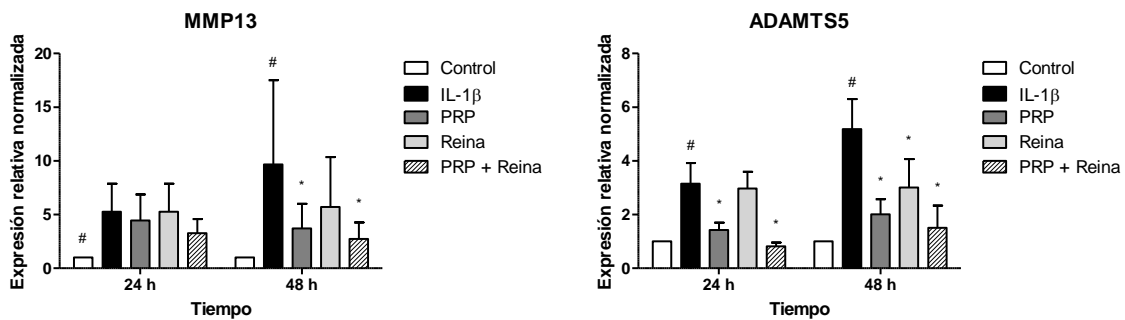 MMP13
Expresión relativa normalizada
20
15
10
5
0
#
#
*
*
24 h
48 h
Tiempo
Control
IL-1β
PRP
Reina
PRP + Reina
ADAMTS5
Expresión relativa normalizada
8
6
4
2
0
#
*
*
#
*
*
*
24 h
48 h
Tiempo
Control
IL-1β
PRP
Reina
PRP + Reina